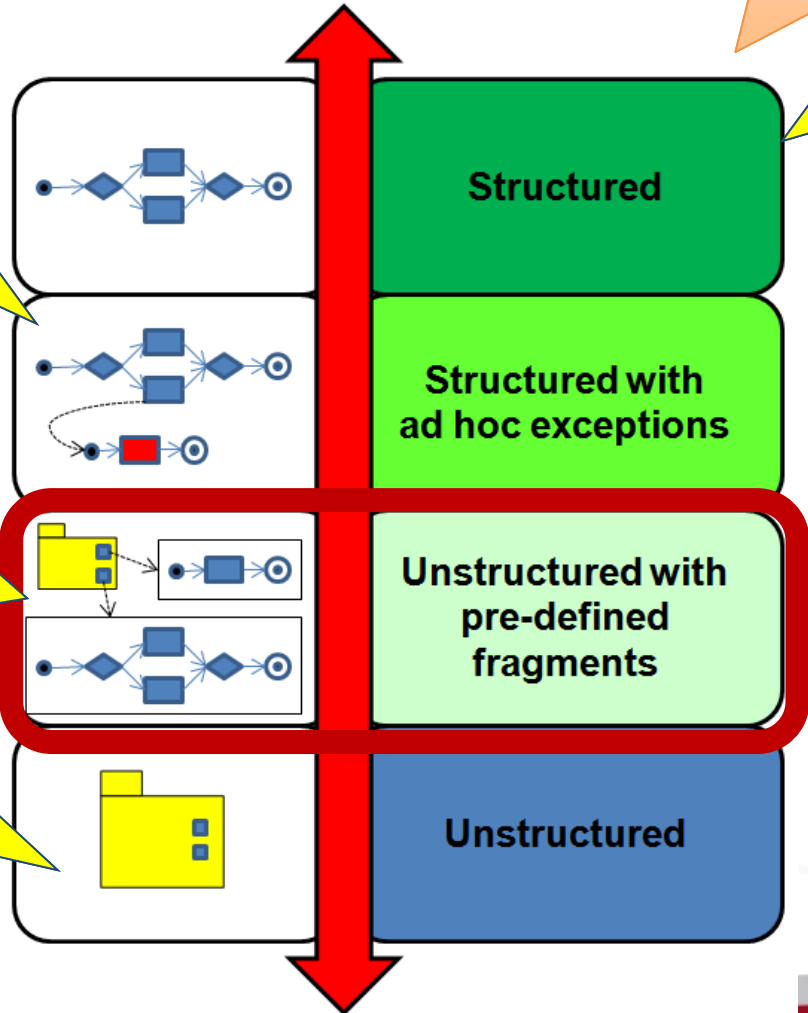 Structured
Structured with
ad hoc exceptions
Unstructured with
pre-defined
fragments
Unstructured